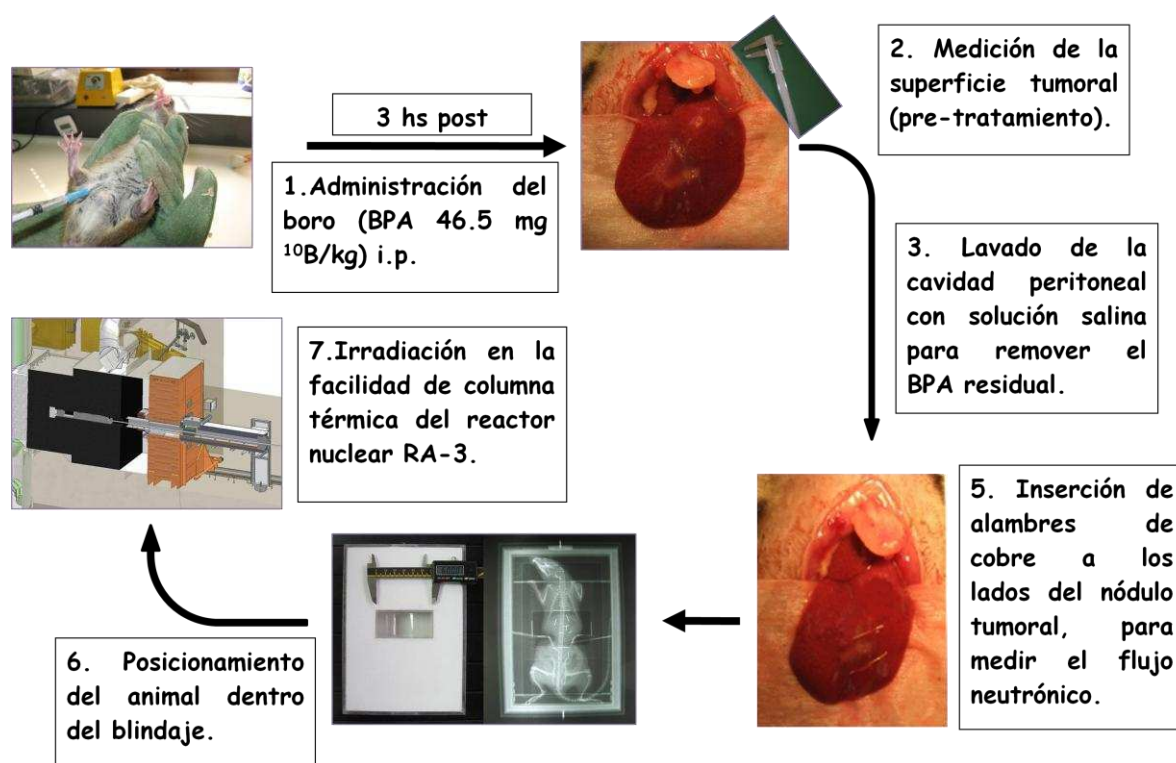 3 hs post
1.Administración del
boro (BPA 46.5 mg
¹⁰B/kg) i.p.
2. Medición de la
superficie tumoral
(pre-tratamiento).
3. Lavado de la
cavidad peritoneal
con solución salina
para remover el
BPA residual.
5. Inserción de
alambres de
cobre a los
lados del nódulo
tumoral, para
medir el flujo
neutrónico.
6. Posicionamiento
del animal dentro
del blindaje.
7.Irradiación en la
facilidad de columna
térmica del reactor
nuclear RA-3.